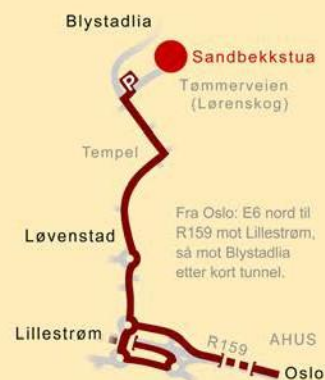 Blystadlia
P
Sandbekkstua
Tømmerveien
(Lørenskog)
Tempel
Fra Oslo: E6 nord til
R159 mot Lillestrøm,
så mot Blystadlia
etter kort tunnel.
Løvenstad
Lillestrøm
R159
AHUS
Oslo